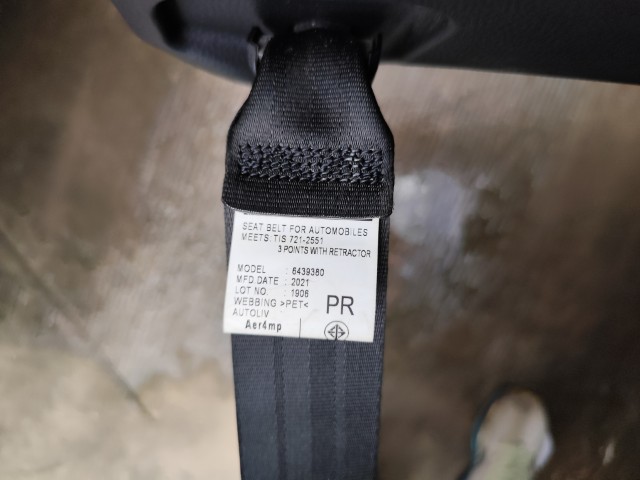 SEAT BELT FOR AUTOMOBILES
MEETS TIS 721-2551
3 POINTS WITH RETRACTOR
MODEL : 6439380
MFD.DATE : 2021
LOT NO. : 1906
WEBBING >PET<
AUTOLIV
PR
Aer4mp